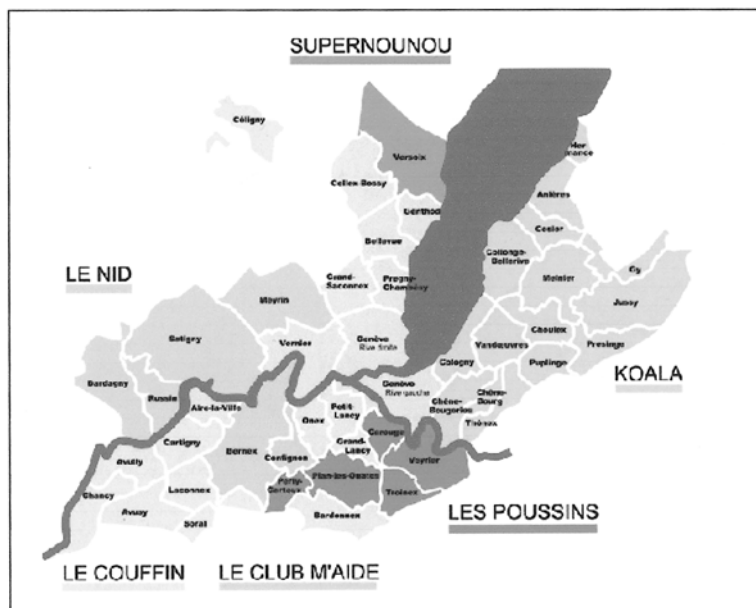 SUPERNOUNOU
Céligny
Versoix
Her-
mance
Collex-Bossy
Anières
Genthod
Corsier
Bellevue
Collonge-
Bellerive
Gy
LE NID
Grand-
Saconnex
Pregny-
Chambésy
Meinier
Meyrin
Jussy
Satigny
Vernier
Genève
Rive droite
Choulex
Vandœuvres
Presinge
Cologny
Puplinge
KOALA
Dardagny
Genève
Rive gauche
Russin
Chêne-
Bougeries
Chêne-
Bourg
Aire-la-Ville
Petit-
Lancy
Onex
Thônex
Carouge
Cartigny
Grand-
Lancy
Bernex
Avully
Confignon
Veyrier
Plan-les-Ouates
Perly-
Certoux
Chancy
Laconnex
Troinex
Avusy
Bardonnex
LES POUSSINS
Soral
LE COUFFIN
LE CLUB M'AIDE